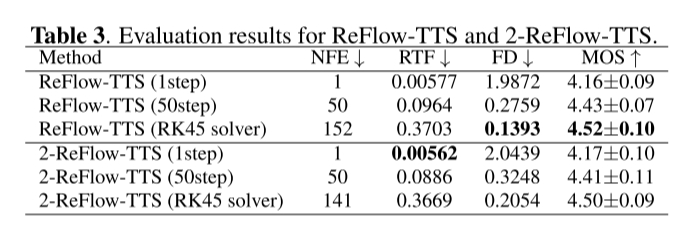 Table 3. Evaluation results for ReFlow-TTS and 2-ReFlow-TTS.
Method NFE ↓ RTF ↓ FD ↓ MOS ↑
ReFlow-TTS (1step) 1 0.00577 1.9872 4.16±0.09
ReFlow-TTS (50step) 50 0.0964 0.2759 4.43±0.07
ReFlow-TTS (RK45 solver) 152 0.3703 0.1393 4.52±0.10
2-ReFlow-TTS (1step) 1 0.00562 2.0439 4.17±0.10
2-ReFlow-TTS (50step) 50 0.0886 0.3248 4.41±0.11
2-ReFlow-TTS (RK45 solver) 141 0.3669 0.2054 4.50±0.09